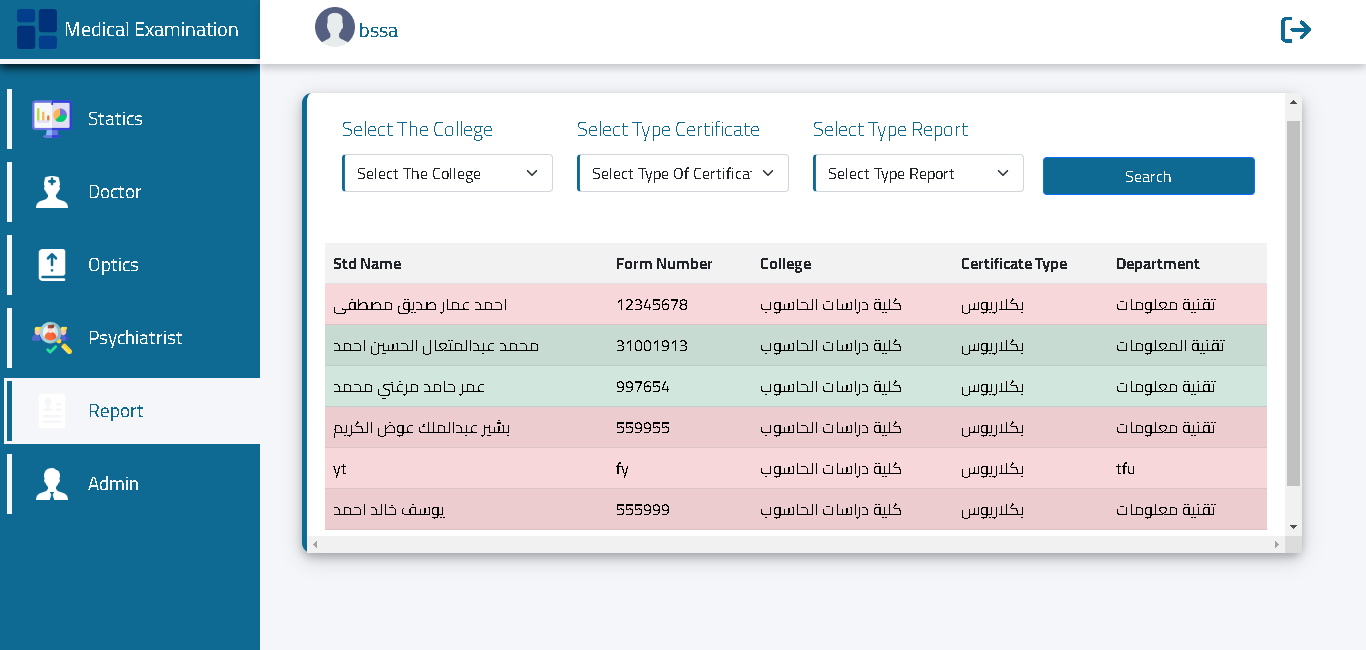 Medical Examination
bssa
Statics
Doctor
Optics
Psychiatrist
Report
Admin
Select The College Select Type Certificate Select Type Report
Select The College Select Type Of Certificat Select Type Report Search
Std Name Form Number College Certificate Type Department
احمد عمار صديق مصطفى 12345678 كلية دراسات الحاسوب بكلاريوس تقنية معلومات
محمد عبدالمتعال الحسين احمد 31001913 كلية دراسات الحاسوب بكلاريوس تقنية المعلومات
عمر حامد مرغني محمد 997654 كلية دراسات الحاسوب بكلاريوس تقنية معلومات
بشير عبدالملك عوض الكريم 559955 كلية دراسات الحاسوب بكلاريوس تقنية معلومات
yt fy كلية دراسات الحاسوب بكلاريوس tfu
يوسف خالد احمد 555999 كلية دراسات الحاسوب بكلاريوس تقنية معلومات